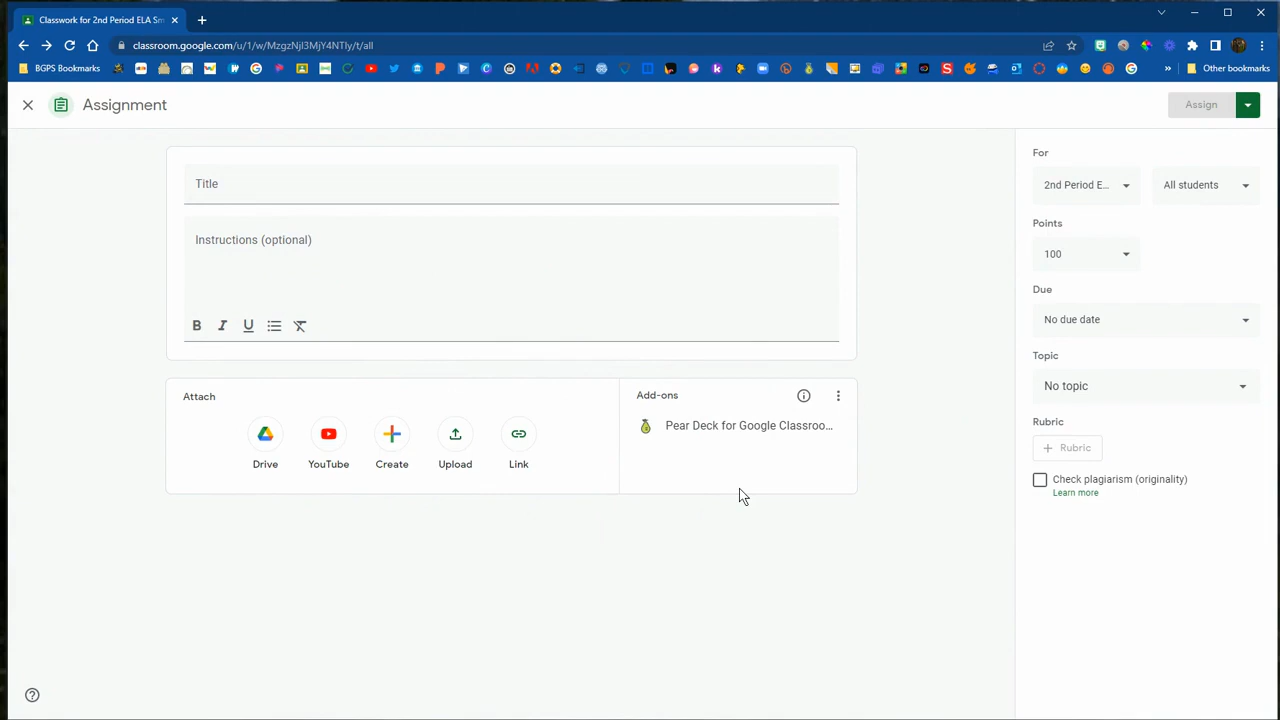 Classwork for 2nd Period ELA Sm
classroom.google.com/u/1/w/MzgzNjI3MjY4NTIy/t/all
BGPS Bookmarks
»
Other bookmarks
Assignment
Assign
Title
Instructions (optional)
B I U
Attach
Drive
YouTube
Create
Upload
Link
Add-ons
Pear Deck for Google Classroo...
For
2nd Period E...
All students
Points
100
Due
No due date
Topic
No topic
Rubric
+ Rubric
Check plagiarism (originality)
Learn more